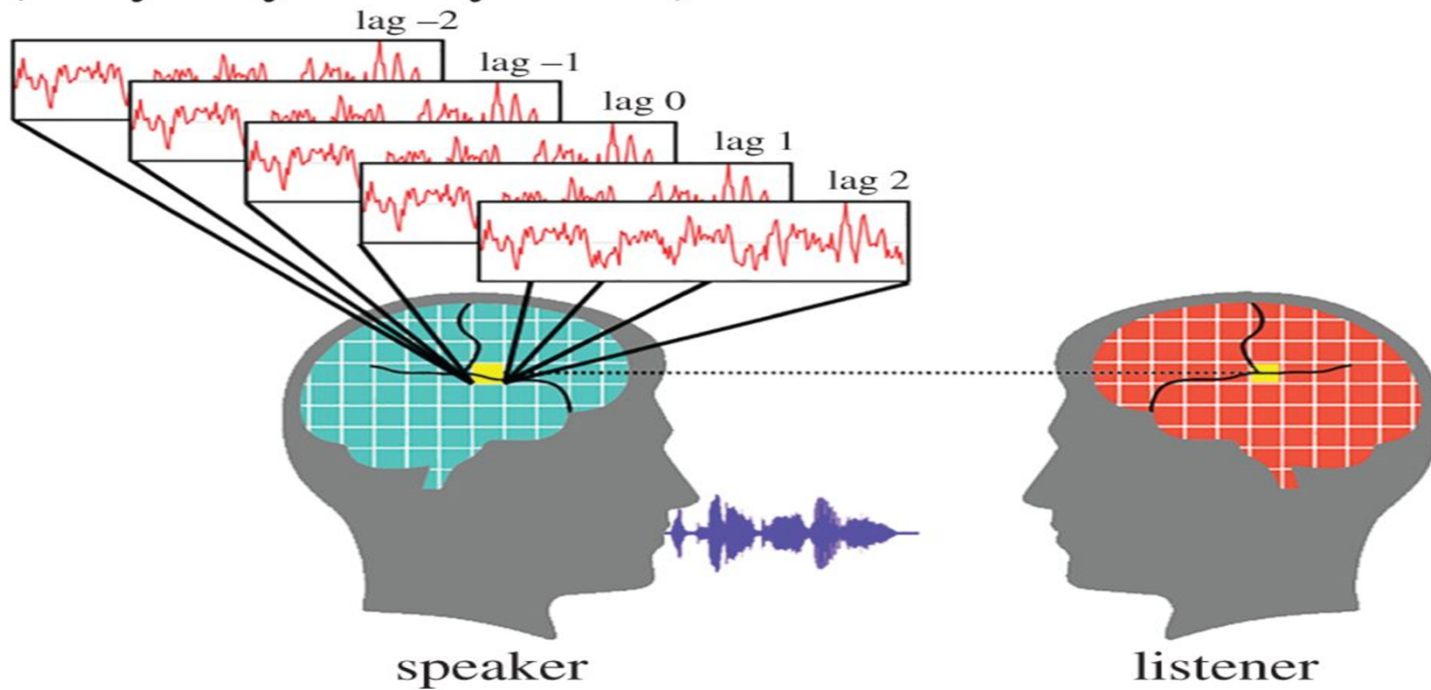 lag –2
lag –1
lag 0
lag 1
lag 2
speaker
listener